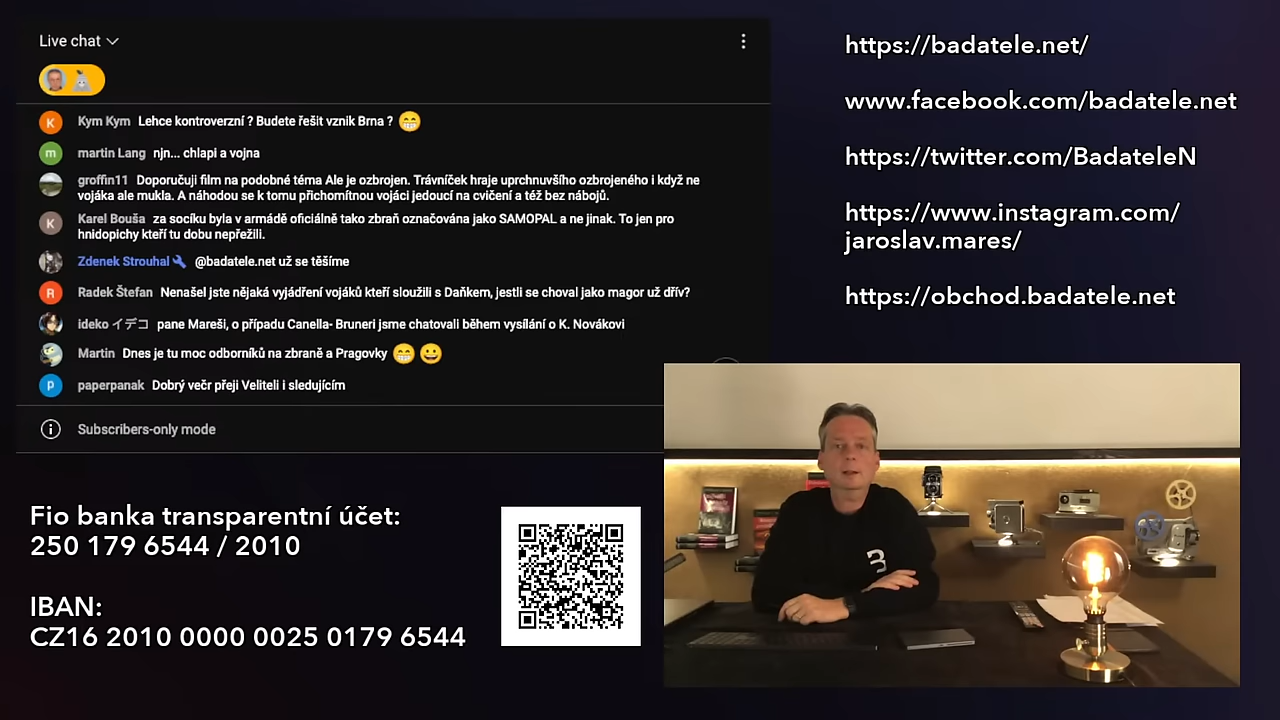 Live chat
Kym Kym Lehce kontroverzní ? Budete řešit vznik Brna ? 😁
martin Lang njn... chlapi a vojna
groffin11 Doporučuji film na podobné téma Ale je ozbrojen. Trávníček hraje uprchnuvšího ozbrojeného i když ne
vojáka ale mukla. A náhodou se k tomu přichomítnou vojáci jedoucí na cvičení a též bez nábojů.
Karel Bouša za socíku byla v armádě oficiálně tako zbraň označována jako SAMOPAL a ne jinak. To jen pro
hnidopichy kteří tu dobu nepřežili.
Zdenek Strouhal @badatele.net už se těšíme
Radek Štefan Nenašel jste nějaká vyjádření vojáků kteří sloužili s Daňkem, jestli se choval jako magor už dřív?
ideko イデコ pane Mareši, o případu Canella- Bruneri jsme chatovali během vysílání o K. Novákovi
Martin Dnes je tu moc odborníků na zbraně a Pragovky 😁 😀
paperpanak Dobrý večr přeji Veliteli i sledujícím
Subscribers-only mode
https://badatele.net/
www.facebook.com/badatele.net
https://twitter.com/BadateleN
https://www.instagram.com/
jaroslav.mares/
https://obchod.badatele.net
Fio banka transparentní účet:
250 179 6544 / 2010
IBAN:
CZ16 2010 0000 0025 0179 6544